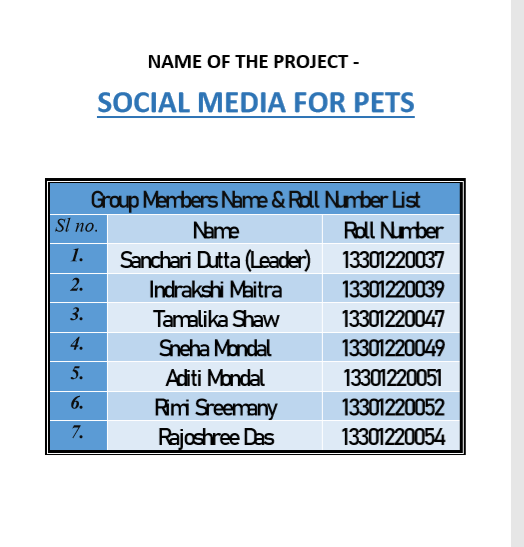 NAME OF THE PROJECT -
SOCIAL MEDIA FOR PETS
Group Members Name & Roll Number List
Sl no. Name Roll Number
1. Sanchari Dutta (Leader) 13301220037
2. Indrakshi Maitra 13301220039
3. Tamalika Shaw 13301220047
4. Sneha Mondal 13301220049
5. Aditi Mondal 13301220051
6. Rimi Sreemany 13301220052
7. Rajoshree Das 13301220054